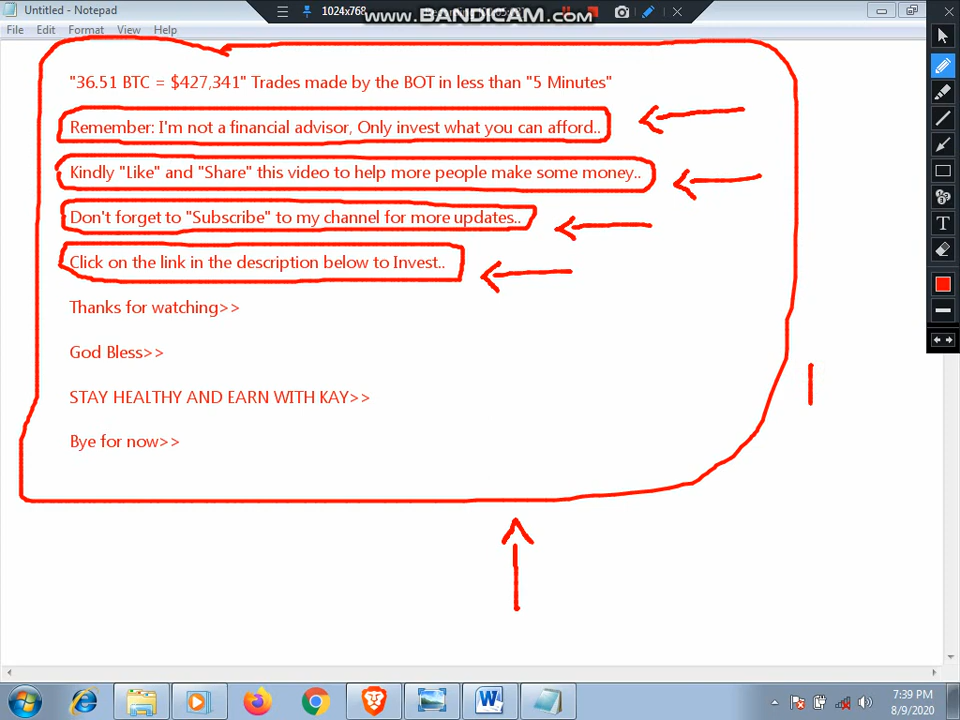 Untitled - Notepad
1024x768
www.BANDICAM.com
File Edit Format View Help
"36.51 BTC = $427,341" Trades made by the BOT in less than "5 Minutes"
Remember: I'm not a financial advisor, Only invest what you can afford..
Kindly "Like" and "Share" this video to help more people make some money..
Don't forget to "Subscribe" to my channel for more updates..
Click on the link in the description below to Invest..
Thanks for watching>>
God Bless>>
STAY HEALTHY AND EARN WITH KAY>>
Bye for now>>
7:39 PM
8/9/2020